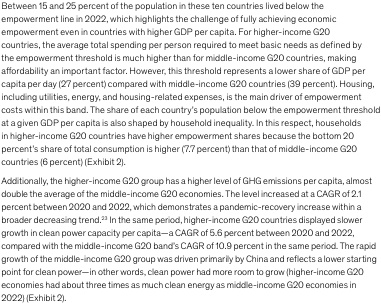 Between 15 and 25 percent of the population in these ten countries lived below the
empowerment line in 2022, which highlights the challenge of fully achieving economic
empowerment even in countries with higher GDP per capita. For higher-income G20
countries, the average total spending per person required to meet basic needs as defined by
the empowerment threshold is much higher than for middle-income G20 countries, making
affordability an important factor. However, this threshold represents a lower share of GDP per
capita per day (27 percent) compared with middle-income G20 countries (39 percent). Housing,
including utilities, energy, and housing-related expenses, is the main driver of empowerment
costs within this band. The share of each country's population below the empowerment threshold
at a given GDP per capita is also shaped by household inequality. In this respect, households
in higher-income G20 countries have higher empowerment shares because the bottom 20
percent's share of total consumption is higher (7.7 percent) than that of middle-income G20
countries (6 percent) (Exhibit 2).
Additionally, the higher-income G20 group has a higher level of GHG emissions per capita, almost
double the average of the middle-income G20 economies. The level increased at a CAGR of 2.1
percent between 2020 and 2022, which demonstrates a pandemic-recovery increase within a
broader decreasing trend.²³ In the same period, higher-income G20 countries displayed slower
growth in clean power capacity per capita—a CAGR of 5.6 percent between 2020 and 2022,
compared with the middle-income G20 band's CAGR of 10.9 percent in the same period. The rapid
growth of the middle-income G20 group was driven primarily by China and reflects a lower starting
point for clean power—in other words, clean power had more room to grow (higher-income G20
economies had about three times as much clean energy as middle-income G20 economies in
2022) (Exhibit 2).